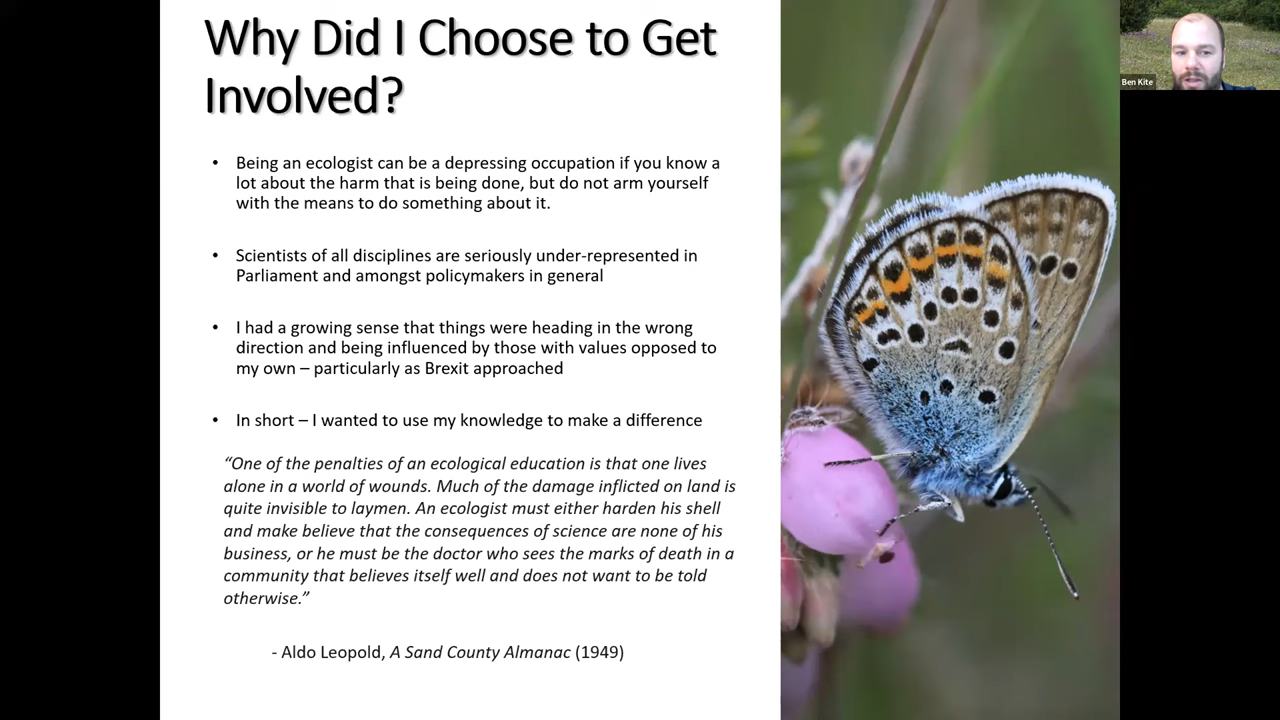 Why Did I Choose to Get
Involved?
• Being an ecologist can be a depressing occupation if you know a
lot about the harm that is being done, but do not arm yourself
with the means to do something about it.
• Scientists of all disciplines are seriously under-represented in
Parliament and amongst policymakers in general
• I had a growing sense that things were heading in the wrong
direction and being influenced by those with values opposed to
my own – particularly as Brexit approached
• In short – I wanted to use my knowledge to make a difference
“One of the penalties of an ecological education is that one lives
alone in a world of wounds. Much of the damage inflicted on land is
quite invisible to laymen. An ecologist must either harden his shell
and make believe that the consequences of science are none of his
business, or he must be the doctor who sees the marks of death in a
community that believes itself well and does not want to be told
otherwise.”
- Aldo Leopold, A Sand County Almanac (1949)
Ben Kite